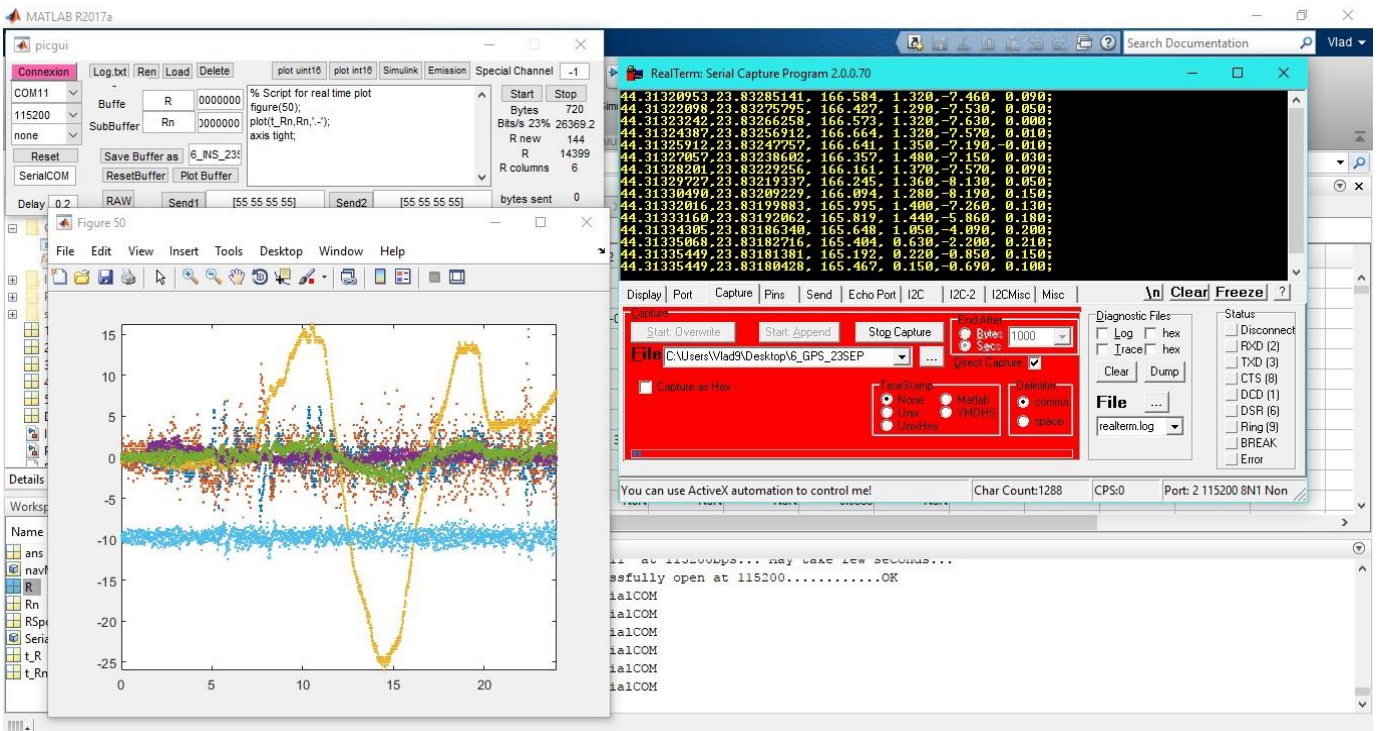 MATLAB R2017a
Search Documentation
Vlad
picgui
Connexion Log.txt Ren Load Delete plot uint16 plot int16 Simulink Emission Special Channel -1
COM11
115200
none
Reset
SerialCOM
Delay 0.2
-
Buffe R 0000000
SubBuffer Rn
Save Buffer as 6_INS_23S
ResetBuffer Plot Buffer
RAW Send1 [55 55 55 55] Send2 [55 55 55 55]
% Script for real time plot
figure(50);
plot(t_Rn,Rn,'.-');
axis tight;
Start Stop
Bytes 720
Bits/s 23% 26369.2
R new 144
R 14399
R columns 6
bytes sent 0
RealTerm: Serial Capture Program 2.0.0.70
44.31320953,23.83285141, 166.584, 1.320,-7.460, 0.090;
44.31322098,23.83275795, 166.427, 1.290,-7.530, 0.050;
44.31323242,23.83266258, 166.573, 1.320,-7.630, 0.000;
44.31324387,23.83256912, 166.664, 1.320,-7.570, 0.010;
44.31325912,23.83247757, 166.641, 1.350,-7.190,-0.010;
44.31327057,23.83238602, 166.357, 1.480,-7.150, 0.030;
44.31328201,23.83229256, 166.161, 1.370,-7.570, 0.090;
44.31329727,23.83219337, 166.245, 1.360,-8.130, 0.050;
44.31330490,23.83209229, 166.094, 1.280,-8.190, 0.150;
44.31332016,23.83199883, 165.995, 1.400,-7.260, 0.130;
44.31333160,23.83192062, 165.819, 1.440,-5.860, 0.180;
44.31334305,23.83186340, 165.648, 1.050,-4.090, 0.200;
44.31335068,23.83182716, 165.404, 0.630,-2.200, 0.210;
44.31335449,23.83181381, 165.192, 0.220,-0.850, 0.150;
44.31335449,23.83180428, 165.467, 0.150,-0.690, 0.100;
Display Port Capture Pins Send Echo Port I2C I2C-2 I2CMisc Misc \n Clear Freeze ?
Capture
Start: Overwrite Start: Append Stop Capture
End After
Bytes 1000
Secs
File C:\Users\Vlad9\Desktop\6_GPS_23SEP ...
Direct Capture
Capture as Hex
TimeStamp
None Matlab
Unix YMDHS
UnixHex
Delimiter
comma
space
Diagnostic Files
Log hex
Trace hex
Clear Dump
File ...
realterm.log
Status
Disconnect
RXD (2)
TXD (3)
CTS (8)
DCD (1)
DSR (6)
Ring (9)
BREAK
Error
You can use ActiveX automation to control me! Char Count:1288 CPS:0 Port: 2 115200 8N1 Non
Figure 50
File Edit View Insert Tools Desktop Window Help
15
10
5
0
-5
-10
-15
-20
-25
0 5 10 15 20
Details
Name
ans
R
Rn
t_R
t_Rn
at 115200bps... May take few seconds...
ssfully open at 115200............OK
ialCOM
ialCOM
ialCOM
ialCOM
ialCOM
ialCOM